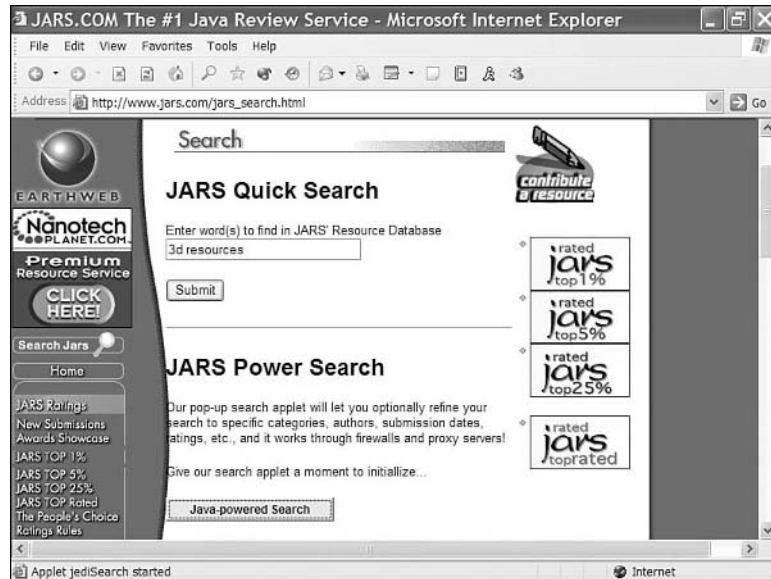 JARS.COM The #1 Java Review Service - Microsoft Internet Explorer
File Edit View Favorites Tools Help
Address http://www.jars.com/jars_search.html Go
EARTHWEB
Nanotech
PLANET.COM
Premium
Resource Service
CLICK
HERE!
Search Jars
Home
JARS Ratings
New Submissions
Awards Showcase
JARS TOP 1%
JARS TOP 5%
JARS TOP 25%
JARS TOP Rated
The People's Choice
Ratings Rules
Search
JARS Quick Search
Enter word(s) to find in JARS' Resource Database
3d resources
Submit
JARS Power Search
Our pop-up search applet will let you optionally refine your
search to specific categories, authors, submission dates,
ratings, etc., and it works through firewalls and proxy servers!
Give our search applet a moment to initiallize...
Java-powered Search
contribute
a resource
rated
jars
top1%
rated
jars
top5%
rated
jars
top25%
rated
jars
toprated
Applet jediSearch started
Internet